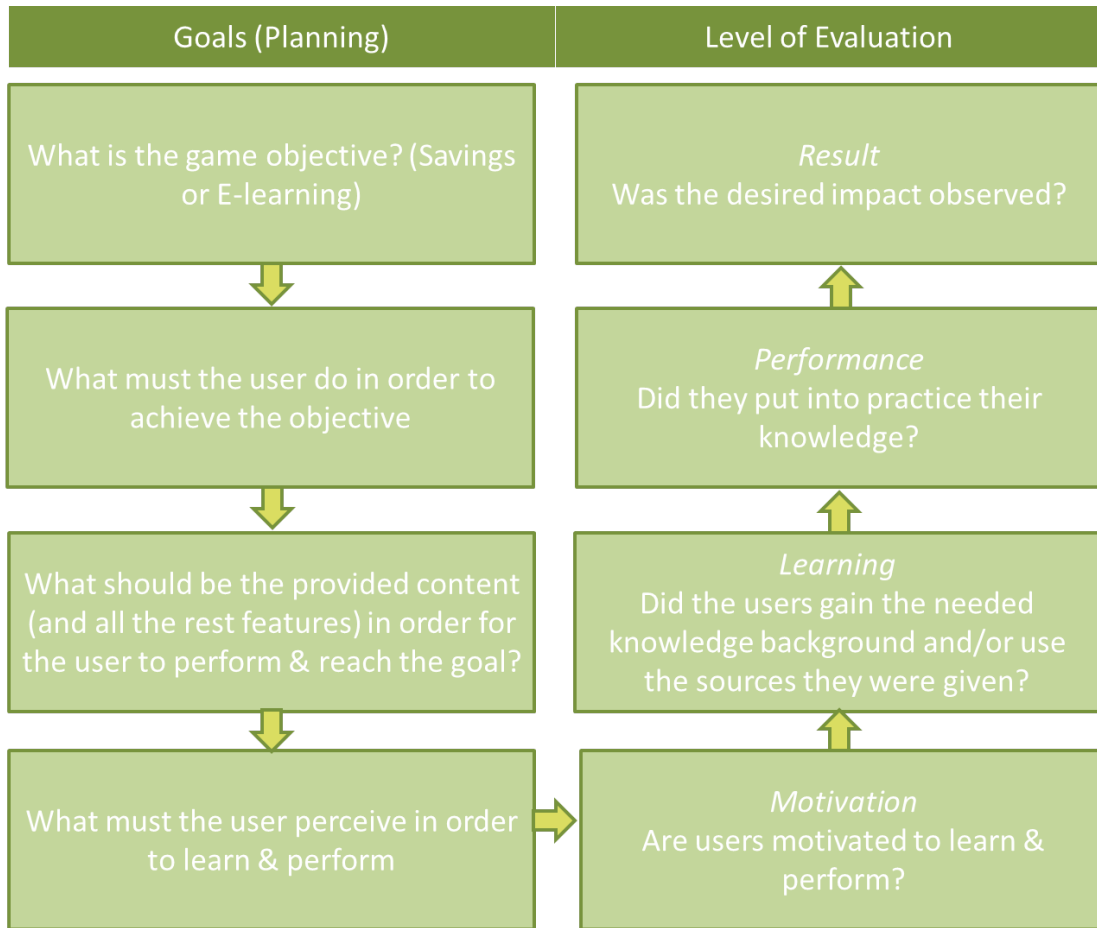 Goals (Planning)
Level of Evaluation
What is the game objective? (Savings
or E-learning)
Result
Was the desired impact observed?
What must the user do in order to
achieve the objective
Performance
Did they put into practice their
knowledge?
What should be the provided content
(and all the rest features) in order for
the user to perform & reach the goal?
Learning
Did the users gain the needed
knowledge background and/or use
the sources they were given?
What must the user perceive in order
to learn & perform
Motivation
Are users motivated to learn &
perform?